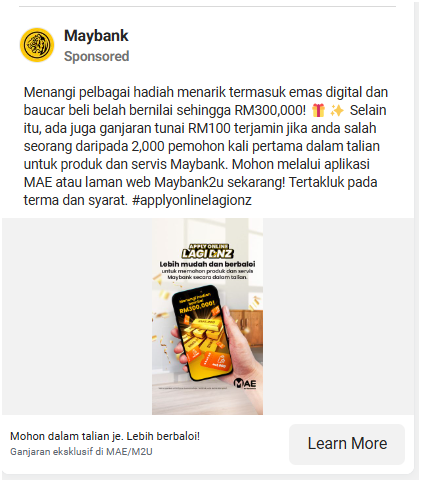 Maybank
Sponsored
Menangi pelbagai hadiah menarik termasuk emas digital dan
baucar beli belah bernilai sehingga RM300,000! 🎁 ✨ Selain
itu, ada juga ganjaran tunai RM100 terjamin jika anda salah
seorang daripada 2,000 pemohon kali pertama dalam talian
untuk produk dan servis Maybank. Mohon melalui aplikasi
MAE atau laman web Maybank2u sekarang! Tertakluk pada
terma dan syarat. #applyonlinelagionz
APPLY ONLINE
LAGI ONZ
Lebih mudah dan berbaloi
untuk memohon produk dan servis
Maybank secara dalam talian.
Menangi hadiah
RM300,000!
MAE
Mohon dalam talian je. Lebih berbaloi!
Ganjaran eksklusif di MAE/M2U
Learn More